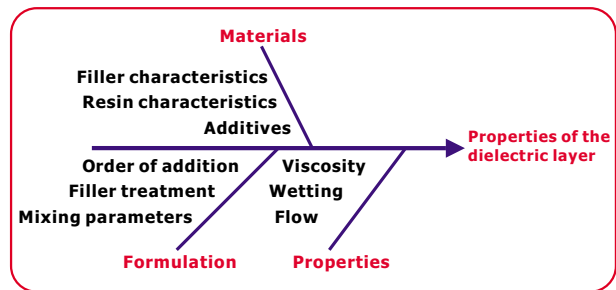 Materials
Filler characteristics
Resin characteristics
Additives
Properties of the
dielectric layer
Order of addition
Viscosity
Filler treatment
Wetting
Mixing parameters
Flow
Formulation
Properties